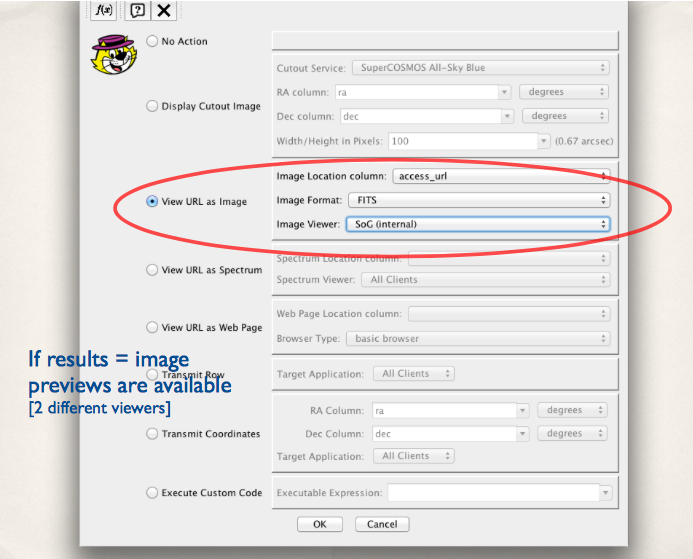 f(x) ?
No Action
Display Cutout Image
Cutout Service: SuperCOSMOS All-Sky Blue
RA column: ra degrees
Dec column: dec degrees
Width/Height in Pixels: 100 (0.67 arcsec)
View URL as Image
Image Location column: access_url
Image Format: FITS
Image Viewer: SoG (internal)
View URL as Spectrum
Spectrum Location column:
Spectrum Viewer: All Clients
View URL as Web Page
Web Page Location column:
Browser Type: basic browser
If results = image
previews are available
[2 different viewers]
Transmit Row
Target Application: All Clients
Transmit Coordinates
RA Column: ra degrees
Dec Column: dec degrees
Target Application: All Clients
Execute Custom Code
Executable Expression:
OK Cancel